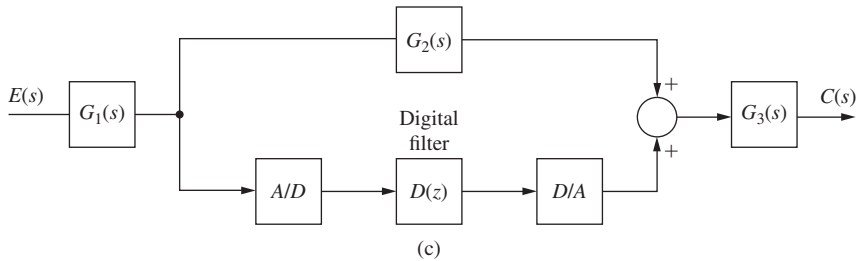 G₂(s)
+
E(s)
G₁(s)
G₃(s)
C(s)
Digital
filter
+
A/D
D(z)
D/A
(c)